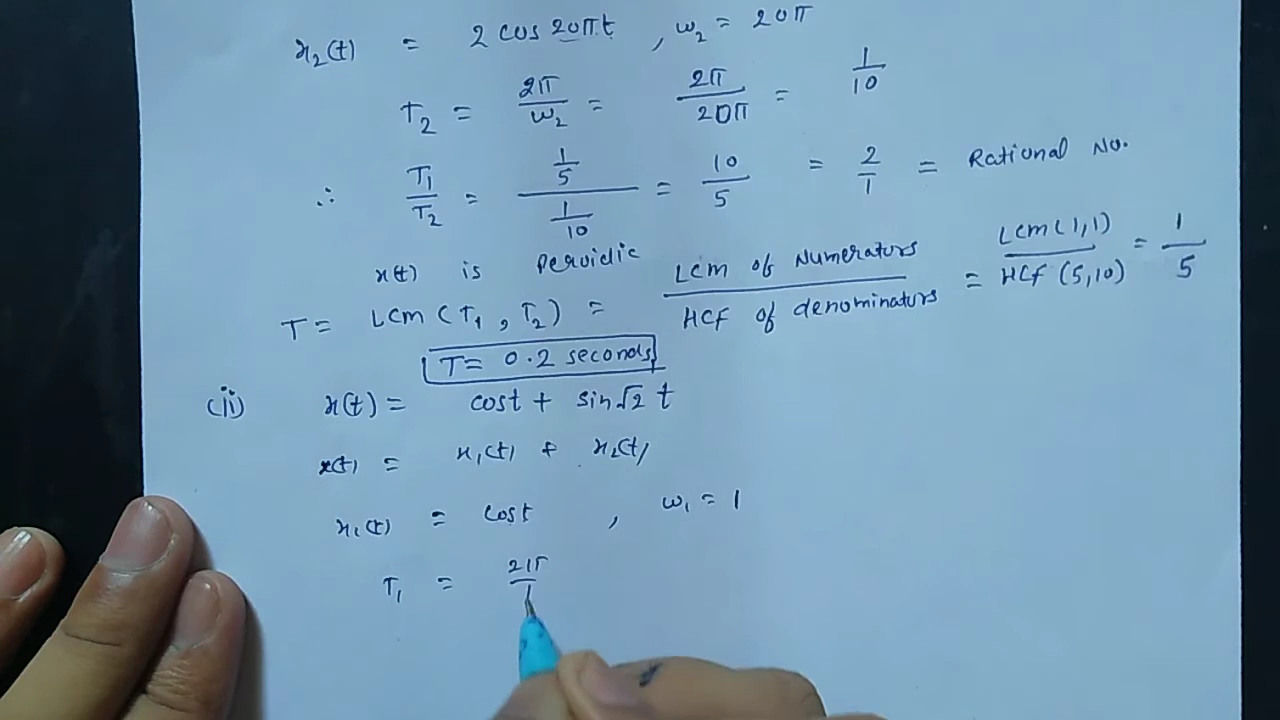 x₂(t) = 2 cos 20πt , ω₂ = 20π
T₂ = 2π/ω₂ = 2π/20π = 1/10
∴ T₁/T₂ = (1/5)/(1/10) = 10/5 = 2/1 = Rational No.
x(t) is Peroidic
T = LCM (T₁, T₂) = LCM of Numerators / HCF of denominators = LCM(1,1) / HCF (5,10) = 1/5
T = 0.2 seconds
(ii) x(t) = cost + sin√2 t
x(t) = x₁(t) + x₂(t)
x₁(t) = cost , ω₁ = 1
T₁ = 2π/1